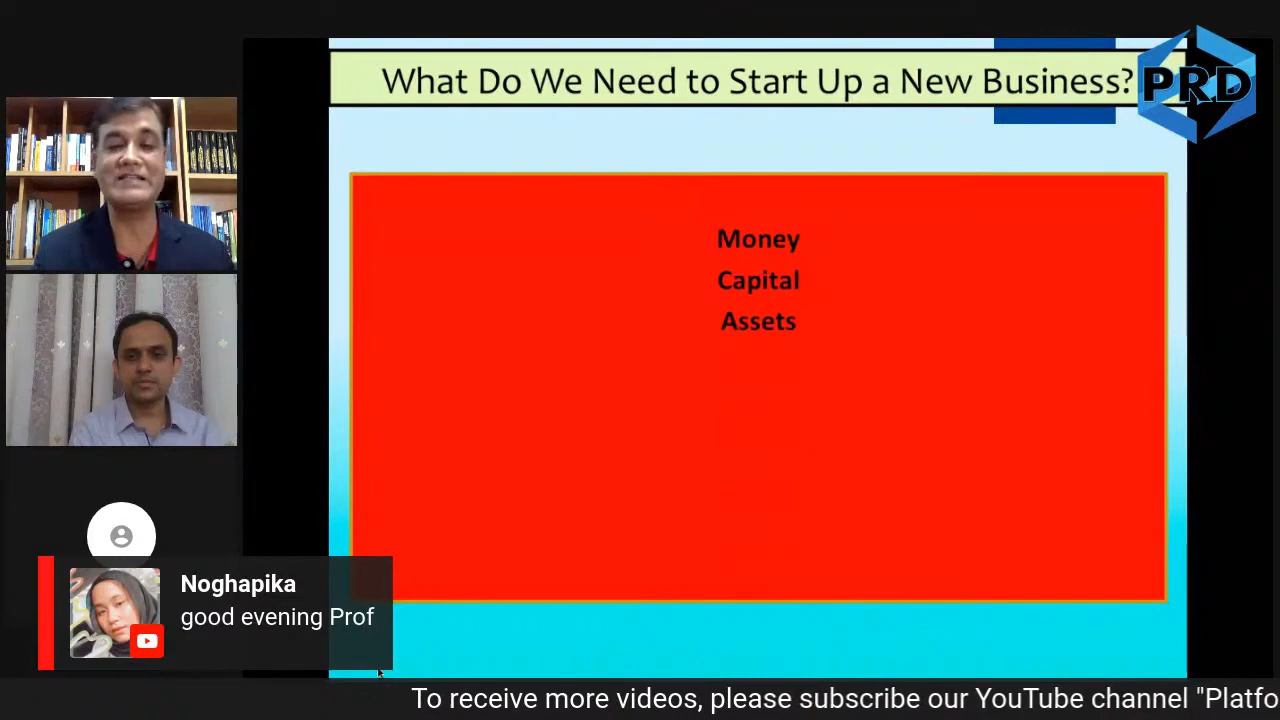 What Do We Need to Start Up a New Business?
PRD
Money
Capital
Assets
Noghapika
good evening Prof
To receive more videos, please subscribe our YouTube channel "Platfo